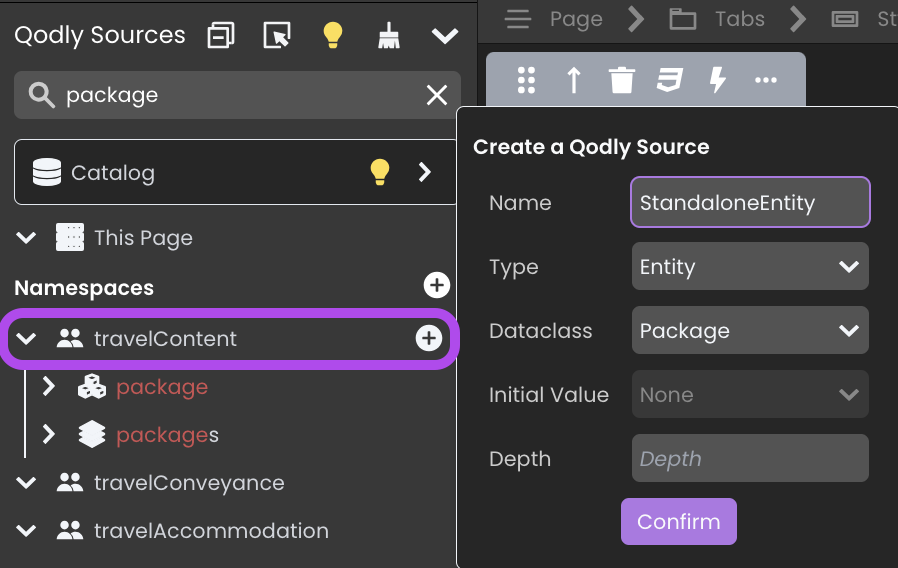 Qodly Sources
package
Catalog
This Page
Namespaces
travelContent
package
packages
travelConveyance
travelAccommodation
Page
Tabs
St
Create a Qodly Source
Name
StandaloneEntity
Type
Entity
Dataclass
Package
Initial Value
None
Depth
Depth
Confirm